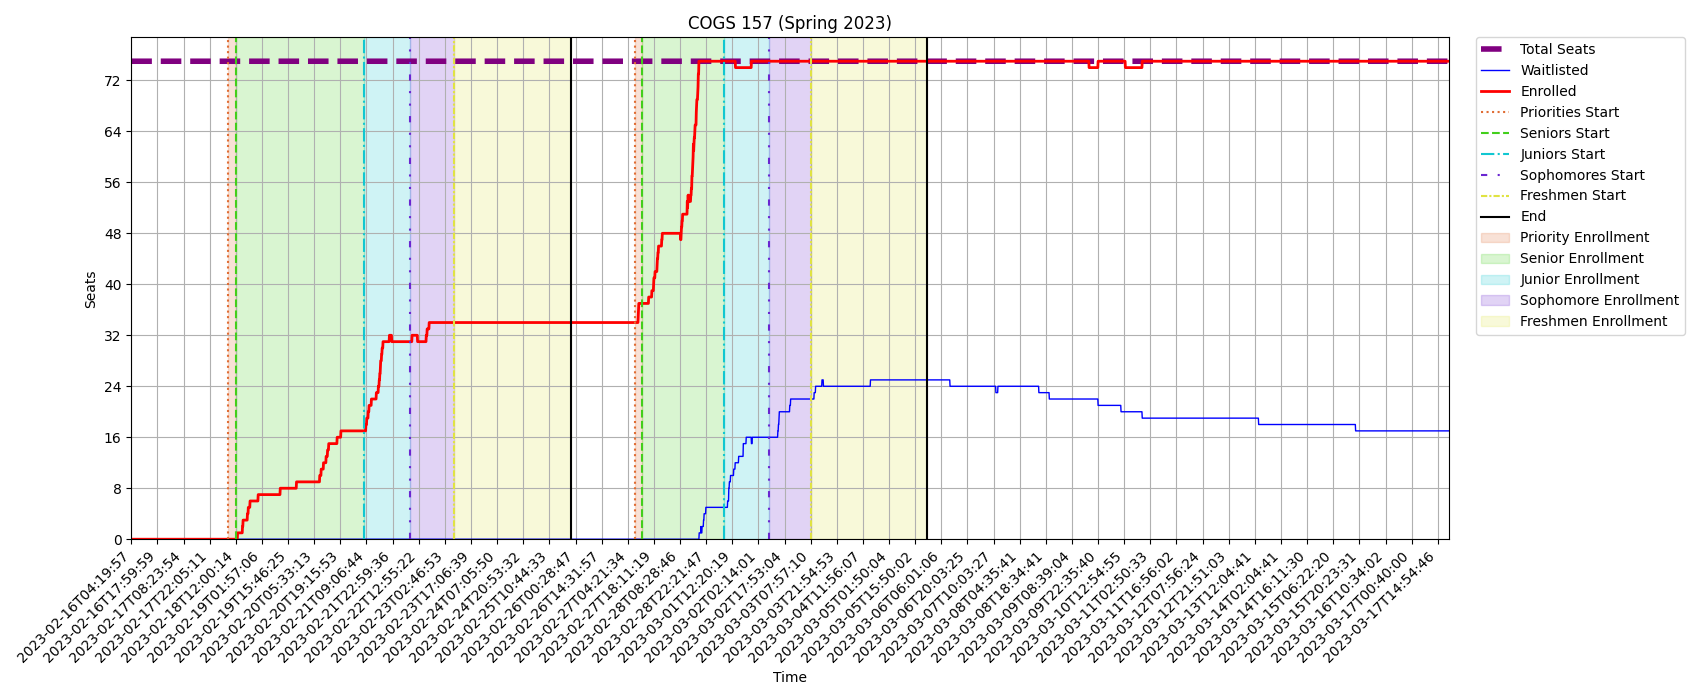 COGS 157 (Spring 2023)
Total Seats
Waitlisted
Enrolled
Priorities Start
Seniors Start
Juniors Start
Sophomores Start
Freshmen Start
End
Priority Enrollment
Senior Enrollment
Junior Enrollment
Sophomore Enrollment
Freshmen Enrollment
Seats
72
64
56
48
40
32
24
16
8
0
2023-02-16T04:19:57
2023-02-16T17:59:59
2023-02-17T08:23:54
2023-02-17T22:05:11
2023-02-18T12:00:14
2023-02-19T01:57:06
2023-02-19T15:46:23
2023-02-20T05:33:13
2023-02-20T19:15:53
2023-02-21T09:06:44
2023-02-21T22:59:36
2023-02-22T12:55:22
2023-02-23T02:46:53
2023-02-23T17:06:39
2023-02-24T07:05:50
2023-02-24T20:53:32
2023-02-25T10:44:33
2023-02-26T00:28:47
2023-02-26T14:31:57
2023-02-27T04:21:34
2023-02-27T18:11:19
2023-02-28T08:28:46
2023-02-28T22:21:47
2023-03-01T12:20:19
2023-03-02T02:14:01
2023-03-02T17:53:04
2023-03-03T07:57:10
2023-03-03T21:54:53
2023-03-04T11:56:07
2023-03-05T01:50:04
2023-03-05T15:50:02
2023-03-06T06:01:06
2023-03-06T20:03:25
2023-03-07T10:03:27
2023-03-08T04:35:41
2023-03-08T18:34:41
2023-03-09T08:39:04
2023-03-09T22:35:40
2023-03-10T12:54:55
2023-03-11T02:50:33
2023-03-11T16:56:02
2023-03-12T07:56:24
2023-03-12T21:51:03
2023-03-13T12:04:41
2023-03-14T02:04:41
2023-03-14T16:11:30
2023-03-15T06:22:20
2023-03-15T20:23:31
2023-03-16T10:34:02
2023-03-17T00:40:00
2023-03-17T14:54:46
Time